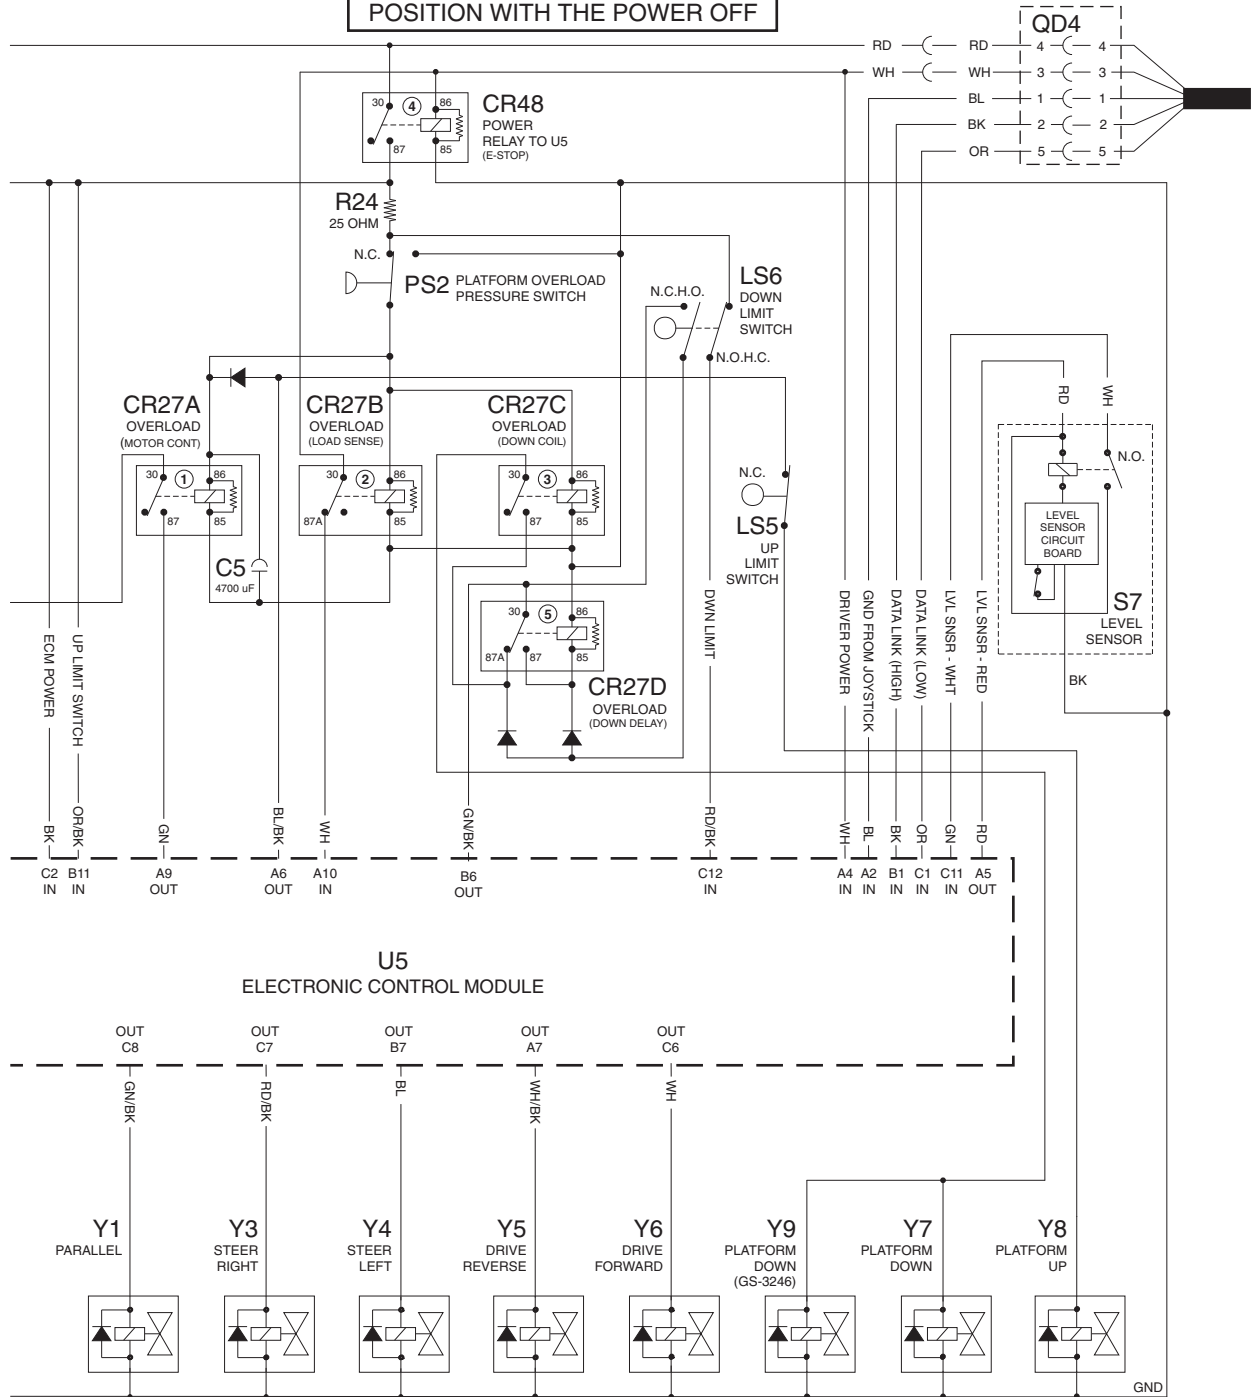 POSITION WITH THE POWER OFF
QD4
RD RD 4 4
WH WH 3 3
BL 1 1
BK 2 2
OR 5 5
30 4 86
87 85
CR48
POWER
RELAY TO U5
(E-STOP)
R24
25 OHM
N.C.
PS2 PLATFORM OVERLOAD
PRESSURE SWITCH
N.C.H.O.
LS6
DOWN
LIMIT
SWITCH
N.O.H.C.
CR27A
OVERLOAD
(MOTOR CONT)
30 1 86
87 85
CR27B
OVERLOAD
(LOAD SENSE)
30 2 86
87A 85
CR27C
OVERLOAD
(DOWN COIL)
30 3 86
87 85
C5
4700 uF
30 5 86
87A 87 85
CR27D
OVERLOAD
(DOWN DELAY)
N.C.
LS5
UP
LIMIT
SWITCH
RD
WH
N.O.
LEVEL
SENSOR
CIRCUIT
BOARD
S7
LEVEL
SENSOR
BK
ECM POWER
UP LIMIT SWITCH
DWN LIMIT
DRIVER POWER
GND FROM JOYSTICK
DATA LINK (HIGH)
DATA LINK (LOW)
LVL SNSR - WHT
LVL SNSR - RED
BK
OR/BK
GN
BL/BK
WH
GN/BK
RD/BK
WH
BL
BK
OR
GN
RD
C2 B11 A9 A6 A10 B6 C12 A4 A2 B1 C1 C11 A5
IN IN OUT OUT IN OUT IN IN IN IN IN IN OUT
U5
ELECTRONIC CONTROL MODULE
OUT OUT OUT OUT OUT
C8 C7 B7 A7 C6
GN/BK
RD/BK
BL
WH/BK
WH
Y1
PARALLEL
Y3
STEER
RIGHT
Y4
STEER
LEFT
Y5
DRIVE
REVERSE
Y6
DRIVE
FORWARD
Y9
PLATFORM
DOWN
(GS-3246)
Y7
PLATFORM
DOWN
Y8
PLATFORM
UP
GND